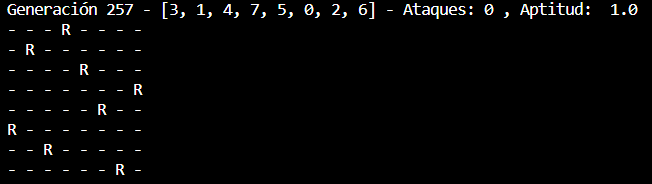 Generación 257 - [3, 1, 4, 7, 5, 0, 2, 6] - Ataques: 0 , Aptitud:  1.0
- - - R - - - -
- R - - - - - -
- - - - R - - -
- - - - - - - R
- - - - - R - -
R - - - - - - -
- - R - - - - -
- - - - - - R -